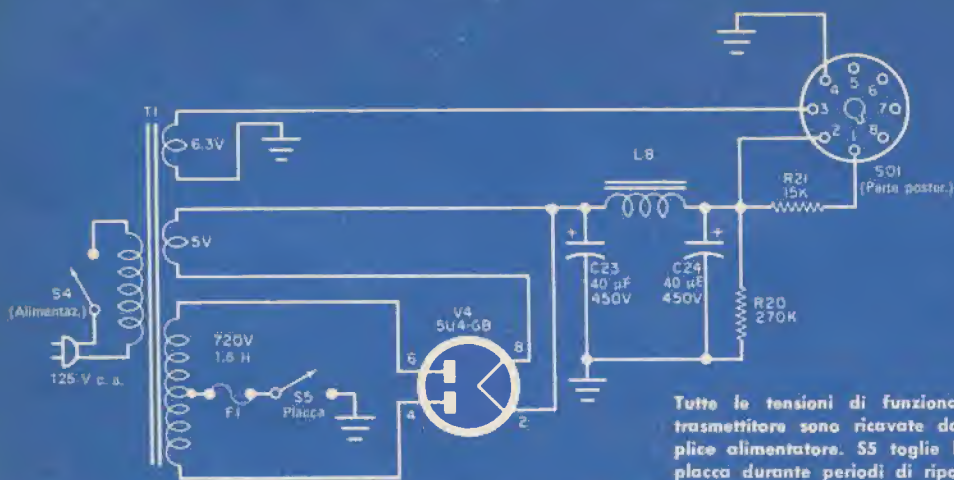 T1
6.3V
5V
S4
(Alimentaz.)
125 V c. a.
720V
1,6 H
F1
S5
Placca
V4
5U4-GB
6
4
8
2
L8
+
C23
40 µF
450V
+
C24
40 µF
450V
R21
15K
R20
270K
4
5
6
3
7
2
1
8
SO1
(Parte poster.)
Tutte le tensioni di funziona
trasmettitore sono ricavate da
plice alimentatore. S5 toglie l
placca durante periodi di ripo